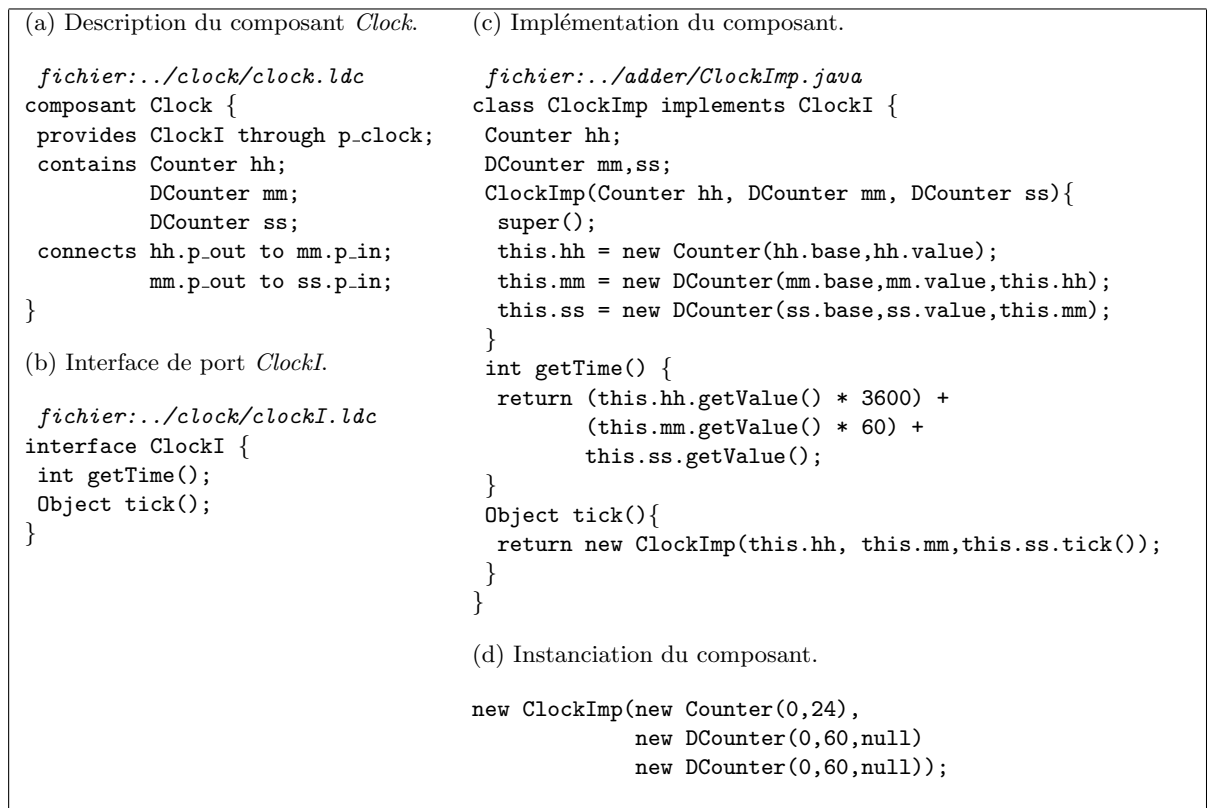 (a) Description du composant Clock.
fichier:../clock/clock.ldc
composant Clock {
provides ClockI through p_clock;
contains Counter hh;
DCounter mm;
DCounter ss;
connects hh.p_out to mm.p_in;
mm.p_out to ss.p_in;
}
(b) Interface de port ClockI.
fichier:../clock/clockI.ldc
interface ClockI {
int getTime();
Object tick();
}
(c) Implémentation du composant.
fichier:../adder/ClockImp.java
class ClockImp implements ClockI {
Counter hh;
DCounter mm,ss;
ClockImp(Counter hh, DCounter mm, DCounter ss){
super();
this.hh = new Counter(hh.base,hh.value);
this.mm = new DCounter(mm.base,mm.value,this.hh);
this.ss = new DCounter(ss.base,ss.value,this.mm);
}
int getTime() {
return (this.hh.getValue() * 3600) +
(this.mm.getValue() * 60) +
this.ss.getValue();
}
Object tick(){
return new ClockImp(this.hh, this.mm,this.ss.tick());
}
}
(d) Instanciation du composant.
new ClockImp(new Counter(0,24),
new DCounter(0,60,null)
new DCounter(0,60,null));